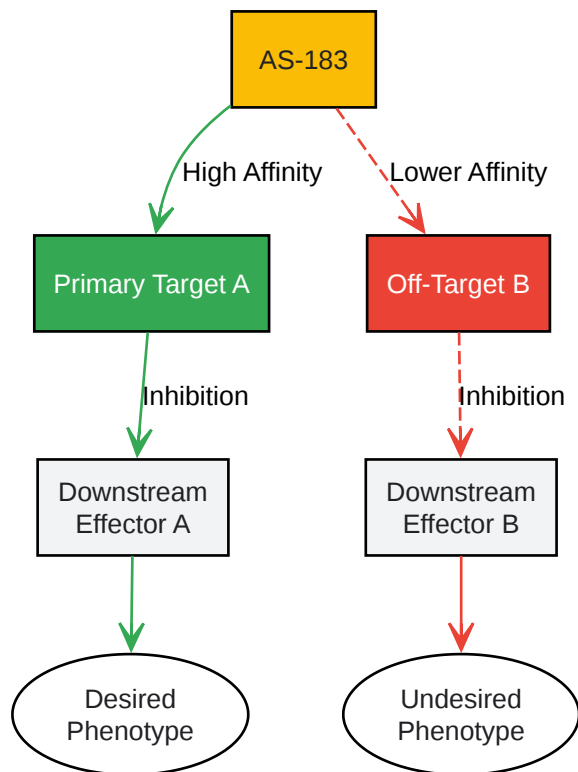 AS-183
High Affinity
Lower Affinity
Primary Target A
Off-Target B
Inhibition
Inhibition
Downstream
Effector A
Downstream
Effector B
Desired
Phenotype
Undesired
Phenotype